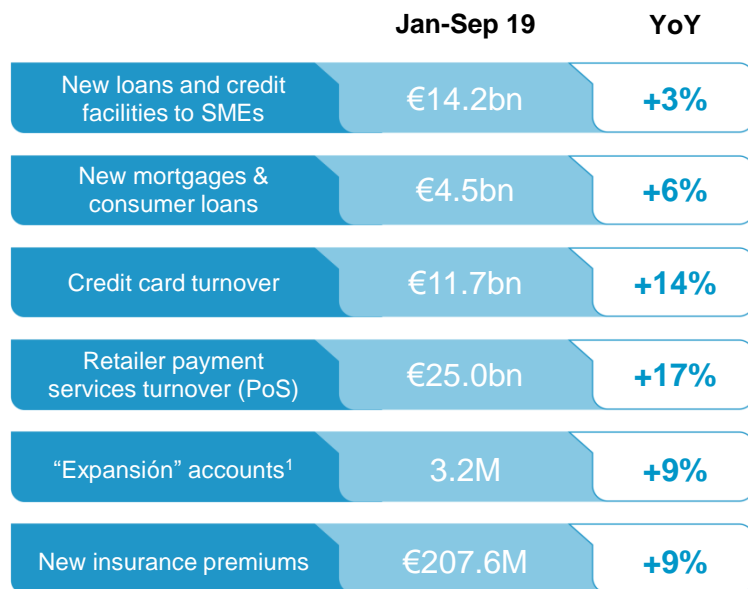 Jan-Sep 19 YoY
New loans and credit
facilities to SMEs
€14.2bn +3%
New mortgages &
consumer loans
€4.5bn +6%
Credit card turnover €11.7bn +14%
Retailer payment
services turnover (PoS)
€25.0bn +17%
“Expansión” accounts¹ 3.2M +9%
New insurance premiums €207.6M +9%